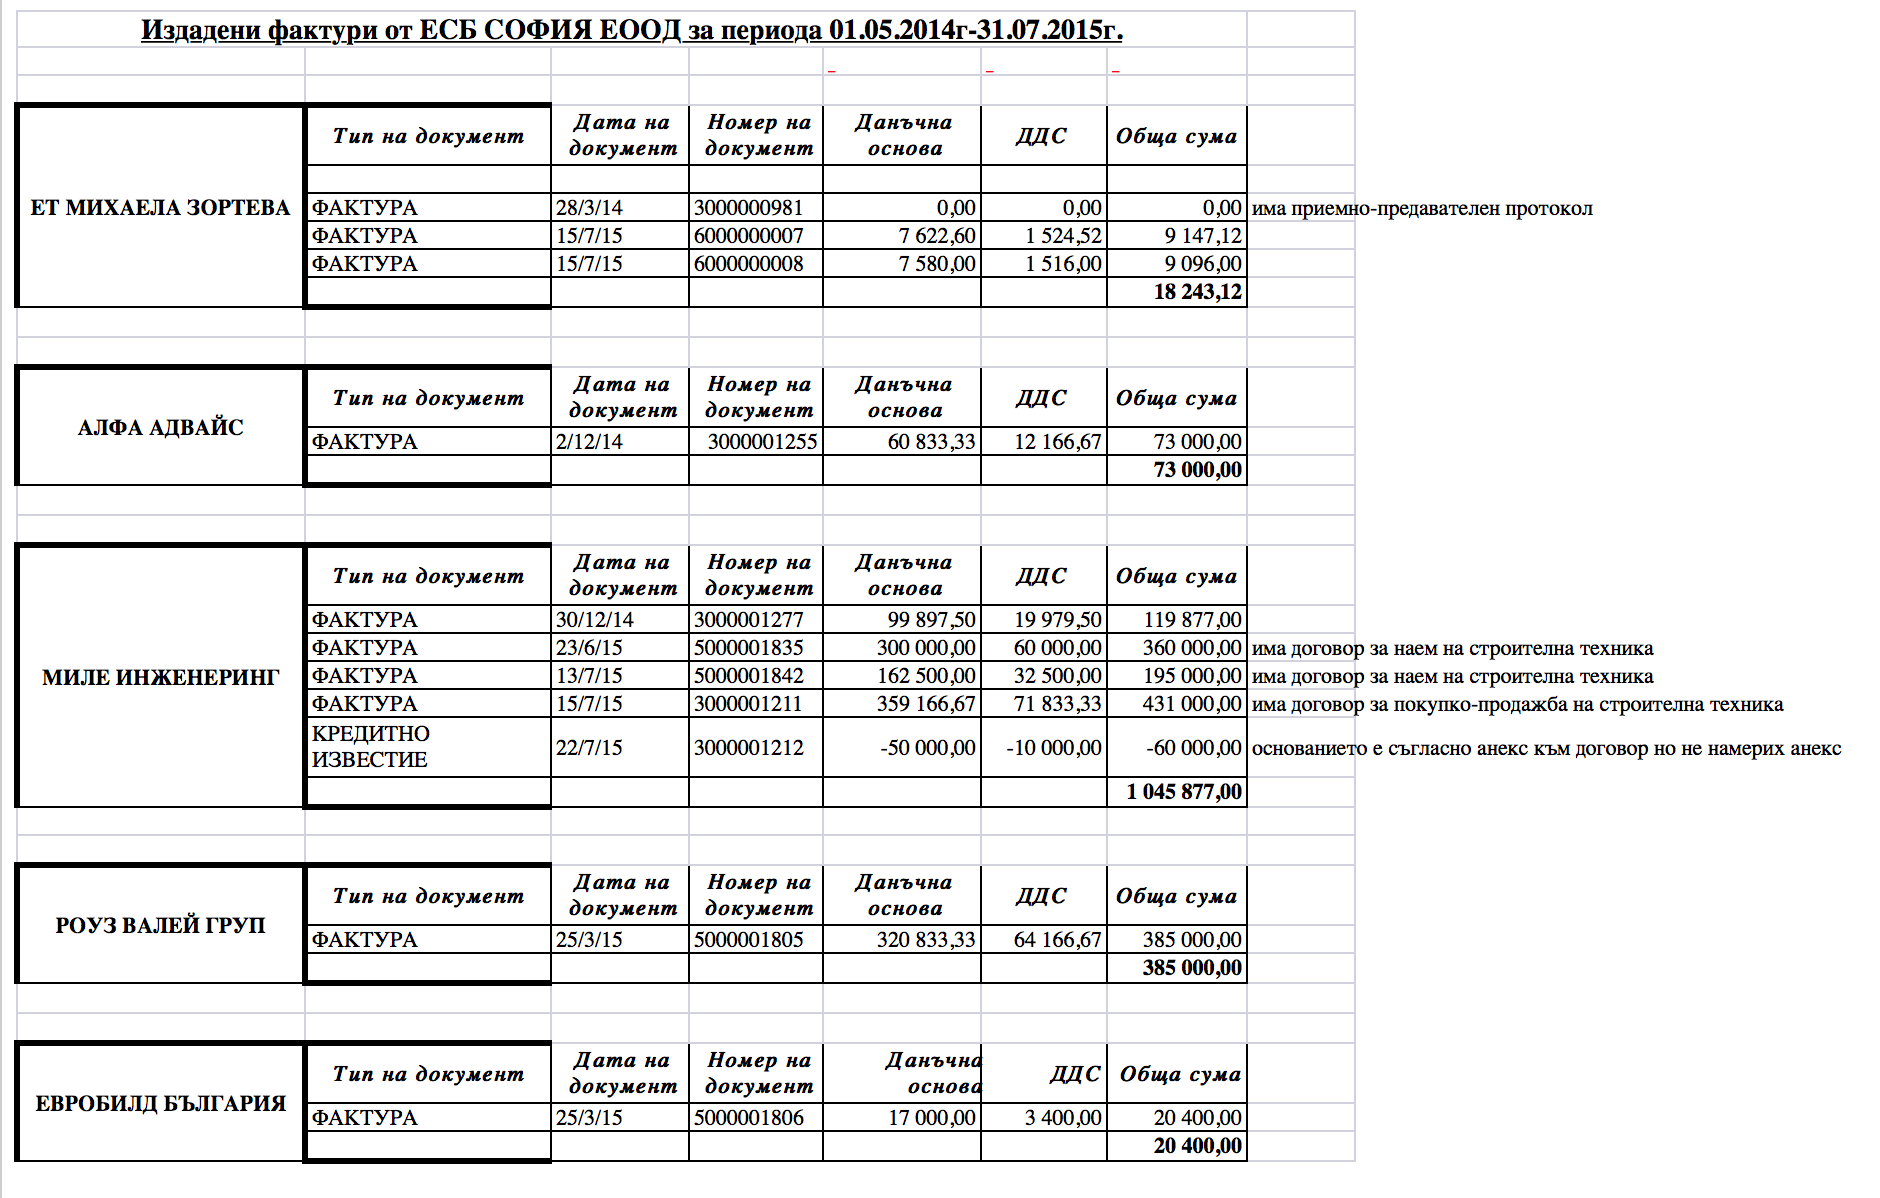 Издадени фактури от ЕСБ СОФИЯ ЕООД за периода 01.05.2014г-31.07.2015г.
ЕТ МИХАЕЛА ЗОРТЕВА
Тип на документ Дата на документ Номер на документ Данъчна основа ДДС Обща сума
ФАКТУРА 28/3/14 3000000981 0,00 0,00 0,00 има приемно-предавателен протокол
ФАКТУРА 15/7/15 6000000007 7 622,60 1 524,52 9 147,12
ФАКТУРА 15/7/15 6000000008 7 580,00 1 516,00 9 096,00
18 243,12
АЛФА АДВАЙС
Тип на документ Дата на документ Номер на документ Данъчна основа ДДС Обща сума
ФАКТУРА 2/12/14 3000001255 60 833,33 12 166,67 73 000,00
73 000,00
МИЛЕ ИНЖЕНЕРИНГ
Тип на документ Дата на документ Номер на документ Данъчна основа ДДС Обща сума
ФАКТУРА 30/12/14 3000001277 99 897,50 19 979,50 119 877,00
ФАКТУРА 23/6/15 5000001835 300 000,00 60 000,00 360 000,00 има договор за наем на строителна техника
ФАКТУРА 13/7/15 5000001842 162 500,00 32 500,00 195 000,00 има договор за наем на строителна техника
ФАКТУРА 15/7/15 3000001211 359 166,67 71 833,33 431 000,00 има договор за покупко-продажба на строителна техника
КРЕДИТНО ИЗВЕСТИЕ 22/7/15 3000001212 -50 000,00 -10 000,00 -60 000,00 основанието е съгласно анекс към договор но не намерих анекс
1 045 877,00
РОУЗ ВАЛЕЙ ГРУП
Тип на документ Дата на документ Номер на документ Данъчна основа ДДС Обща сума
ФАКТУРА 25/3/15 5000001805 320 833,33 64 166,67 385 000,00
385 000,00
ЕВРОБИЛД БЪЛГАРИЯ
Тип на документ Дата на документ Номер на документ Данъчна основа ДДС Обща сума
ФАКТУРА 25/3/15 5000001806 17 000,00 3 400,00 20 400,00
20 400,00